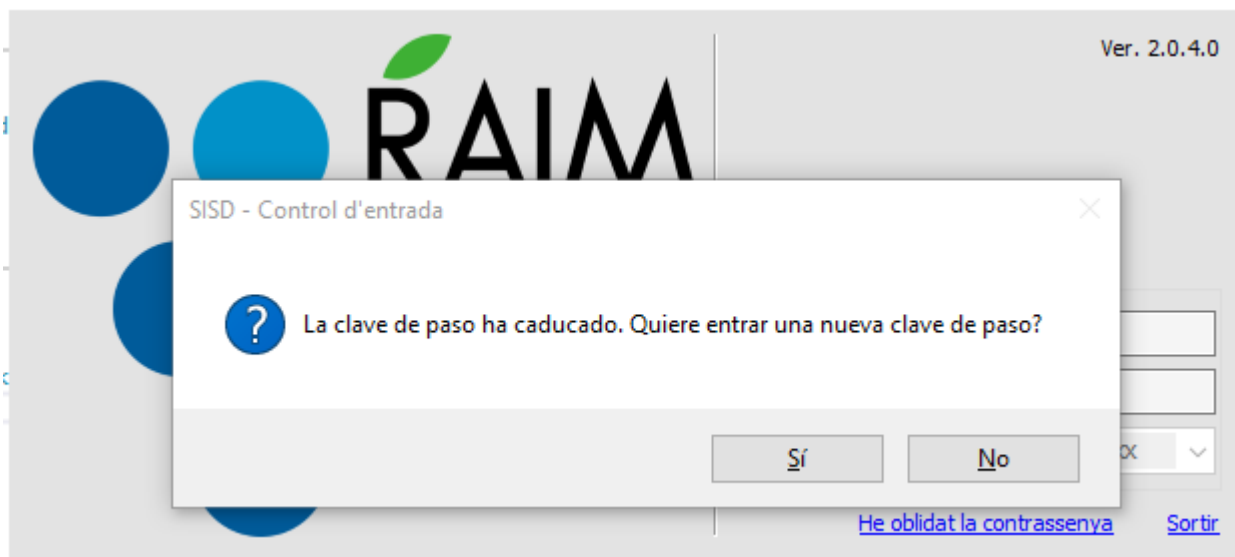 Ver. 2.0.4.0
RAIM
SISD - Control d'entrada
La clave de paso ha caducado. Quiere entrar una nueva clave de paso?
Sí No
He oblidat la contrassenya Sortir